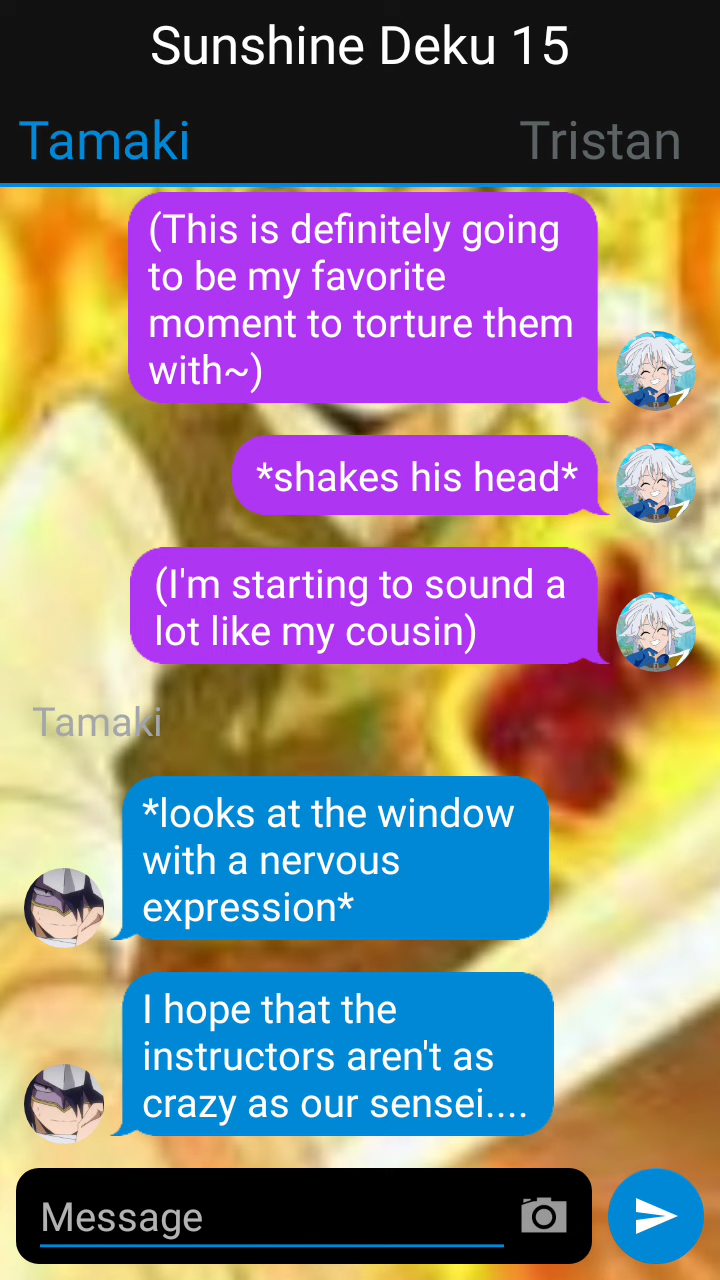 Sunshine Deku 15
Tamaki Tristan
(This is definitely going
to be my favorite
moment to torture them
with~)
*shakes his head*
(I'm starting to sound a
lot like my cousin)
Tamaki
*looks at the window
with a nervous
expression*
I hope that the
instructors aren't as
crazy as our sensei....
Message